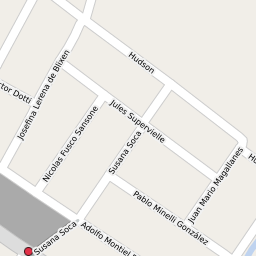 Hudson
Josefina Lerena de Blixen
Dotti
Jules Supervielle
Nicolas Fusco Sansone
Susana Soca
Juan Mario Magallanes
Pablo Minelli González
Susana Soca
Adolfo Montiel